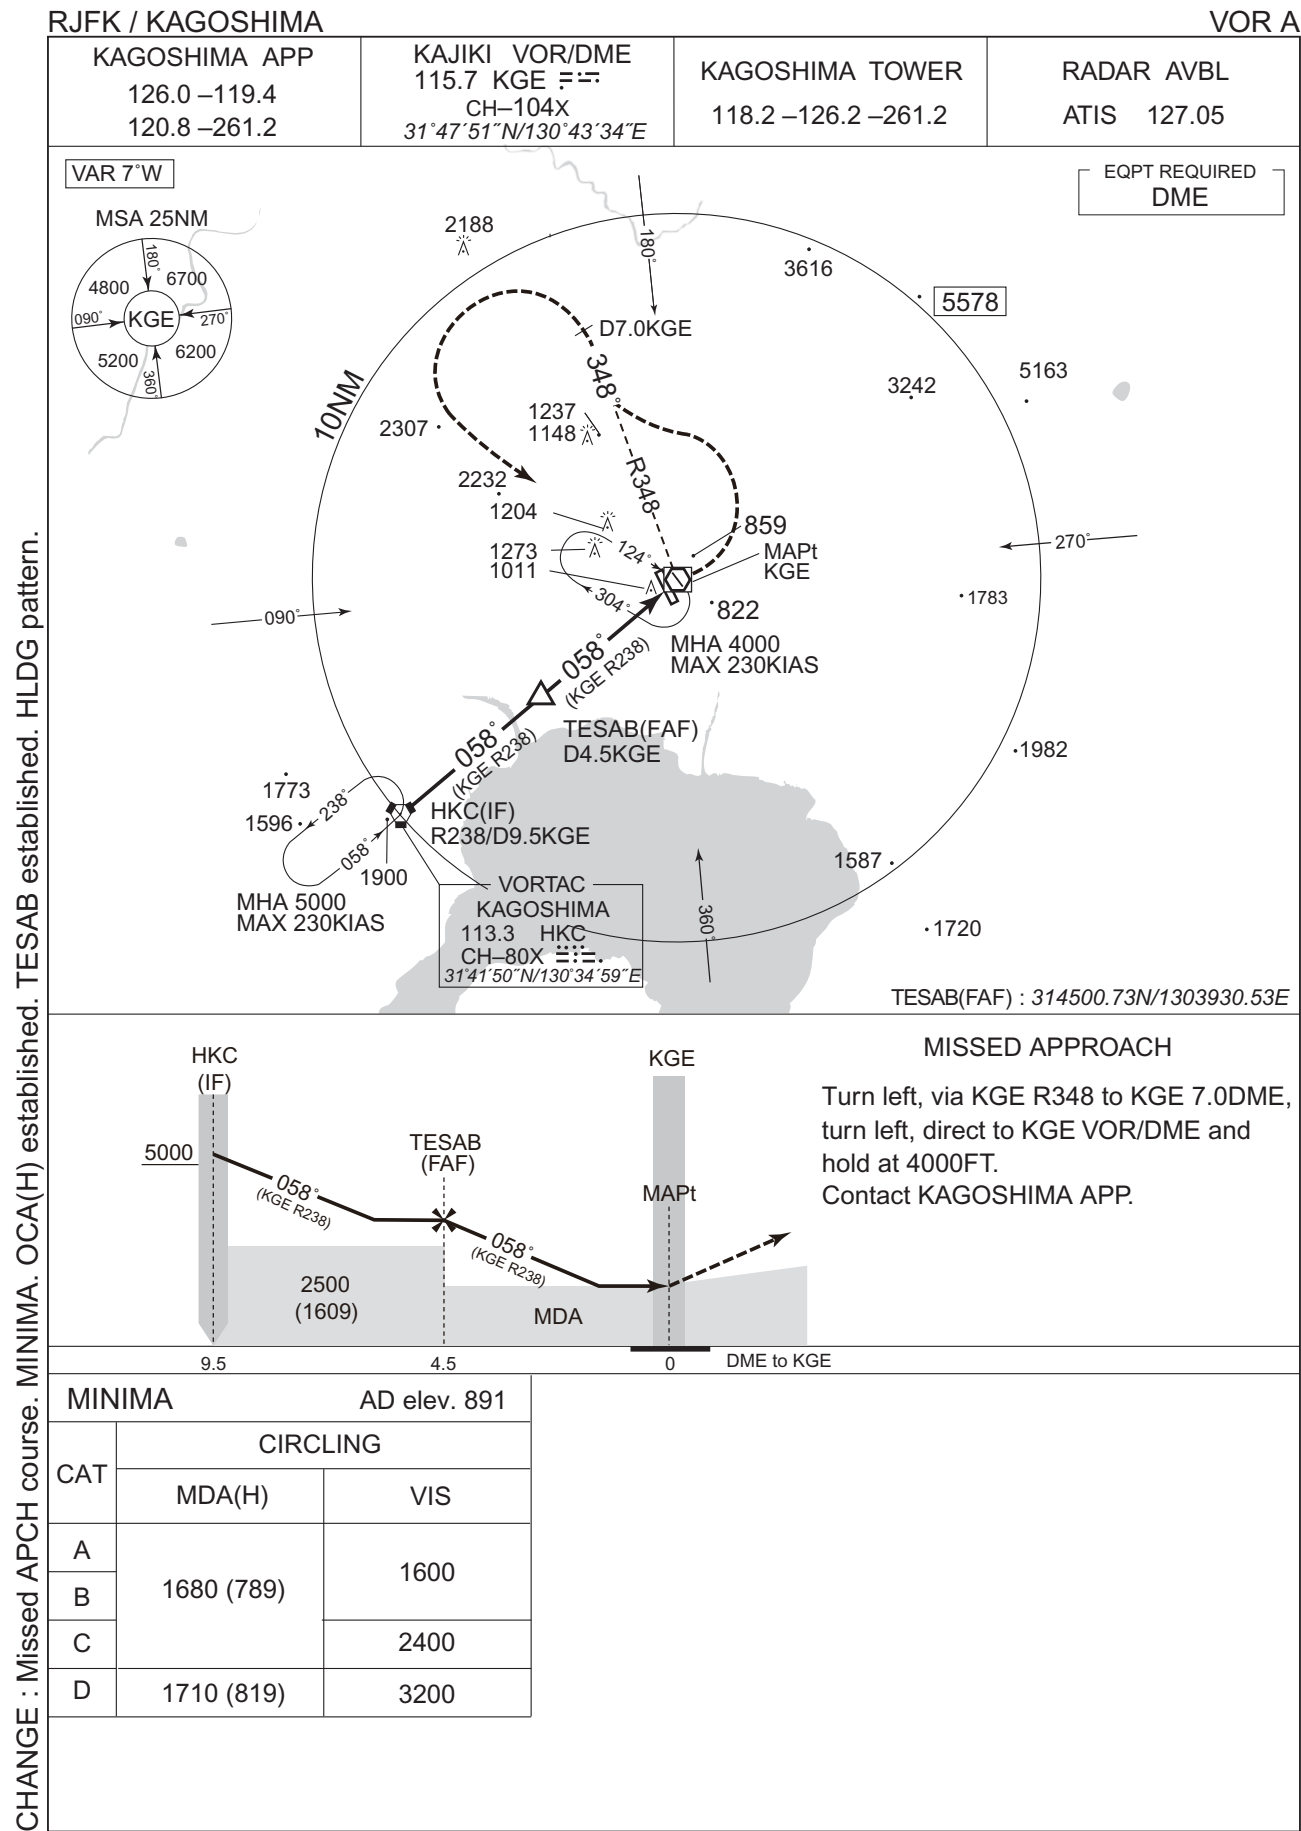 RJFK / KAGOSHIMA
VOR A
KAGOSHIMA APP
126.0 –119.4
120.8 –261.2
KAJIKI VOR/DME
115.7 KGE
CH–104X
31˚47´51˝N/130˚43´34˝E
KAGOSHIMA TOWER
118.2 –126.2 –261.2
RADAR AVBL
ATIS 127.05
VAR 7˚W
EQPT REQUIRED
DME
MSA 25NM
180˚
4800
6700
090˚
KGE
270˚
5200
6200
360˚
2188
180˚
3616
5578
D7.0KGE
348˚
10NM
5163
3242
1237
1148
2307
R348
2232
1204
859
1273
1011
124˚
MAPt
KGE
270˚
304˚
1783
822
090˚
MHA 4000
MAX 230KIAS
058˚
(KGE R238)
TESAB(FAF)
D4.5KGE
058˚
(KGE R238)
1982
1773
1596
238˚
HKC(IF)
R238/D9.5KGE
058˚
1900
1587
MHA 5000
MAX 230KIAS
VORTAC
KAGOSHIMA
113.3 HKC
CH–80X
31˚41´50˝N/130˚34´59˝E
360˚
1720
TESAB(FAF) : 314500.73N/1303930.53E
HKC
(IF)
KGE
5000
TESAB
(FAF)
058˚
(KGE R238)
MAPt
058˚
(KGE R238)
2500
(1609)
MDA
9.5
4.5
0
DME to KGE
MISSED APPROACH
Turn left, via KGE R348 to KGE 7.0DME,
turn left, direct to KGE VOR/DME and
hold at 4000FT.
Contact KAGOSHIMA APP.
MINIMA
AD elev. 891
CAT
CIRCLING
MDA(H)
VIS
A
B
C
D
1680 (789)
1600
2400
1710 (819)
3200
CHANGE : Missed APCH course. MINIMA. OCA(H) established. TESAB established. HLDG pattern.